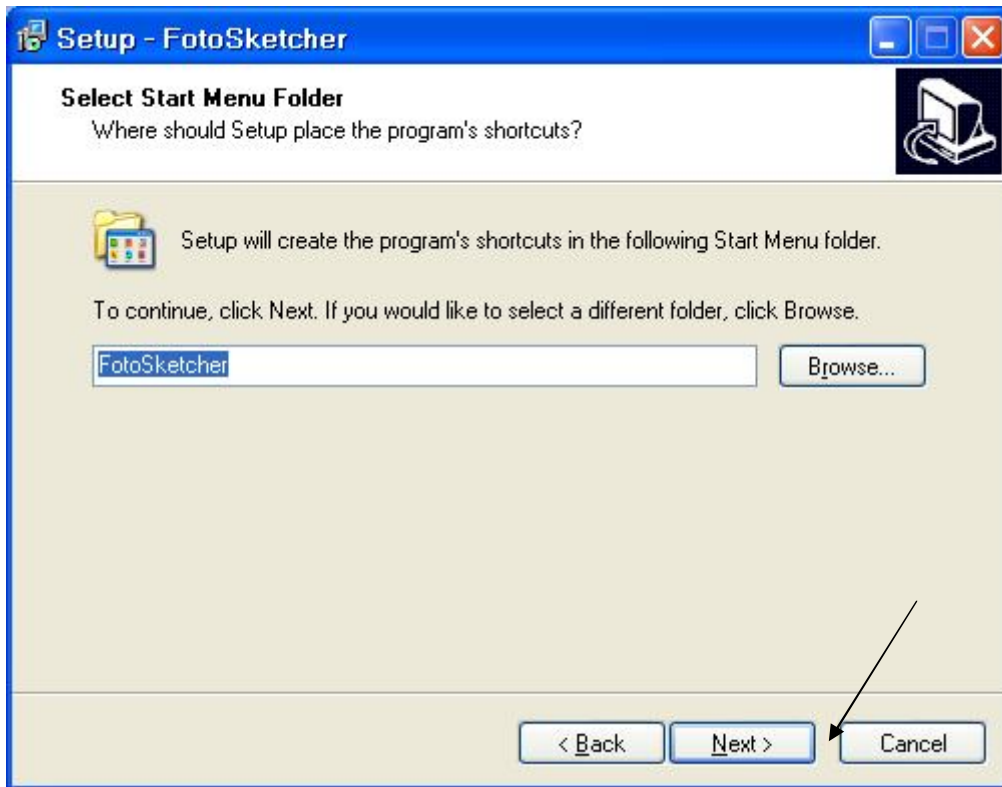 Setup - FotoSketcher
Select Start Menu Folder
Where should Setup place the program's shortcuts?
Setup will create the program's shortcuts in the following Start Menu folder.
To continue, click Next. If you would like to select a different folder, click Browse.
FotoSketcher
Browse...
< Back
Next >
Cancel